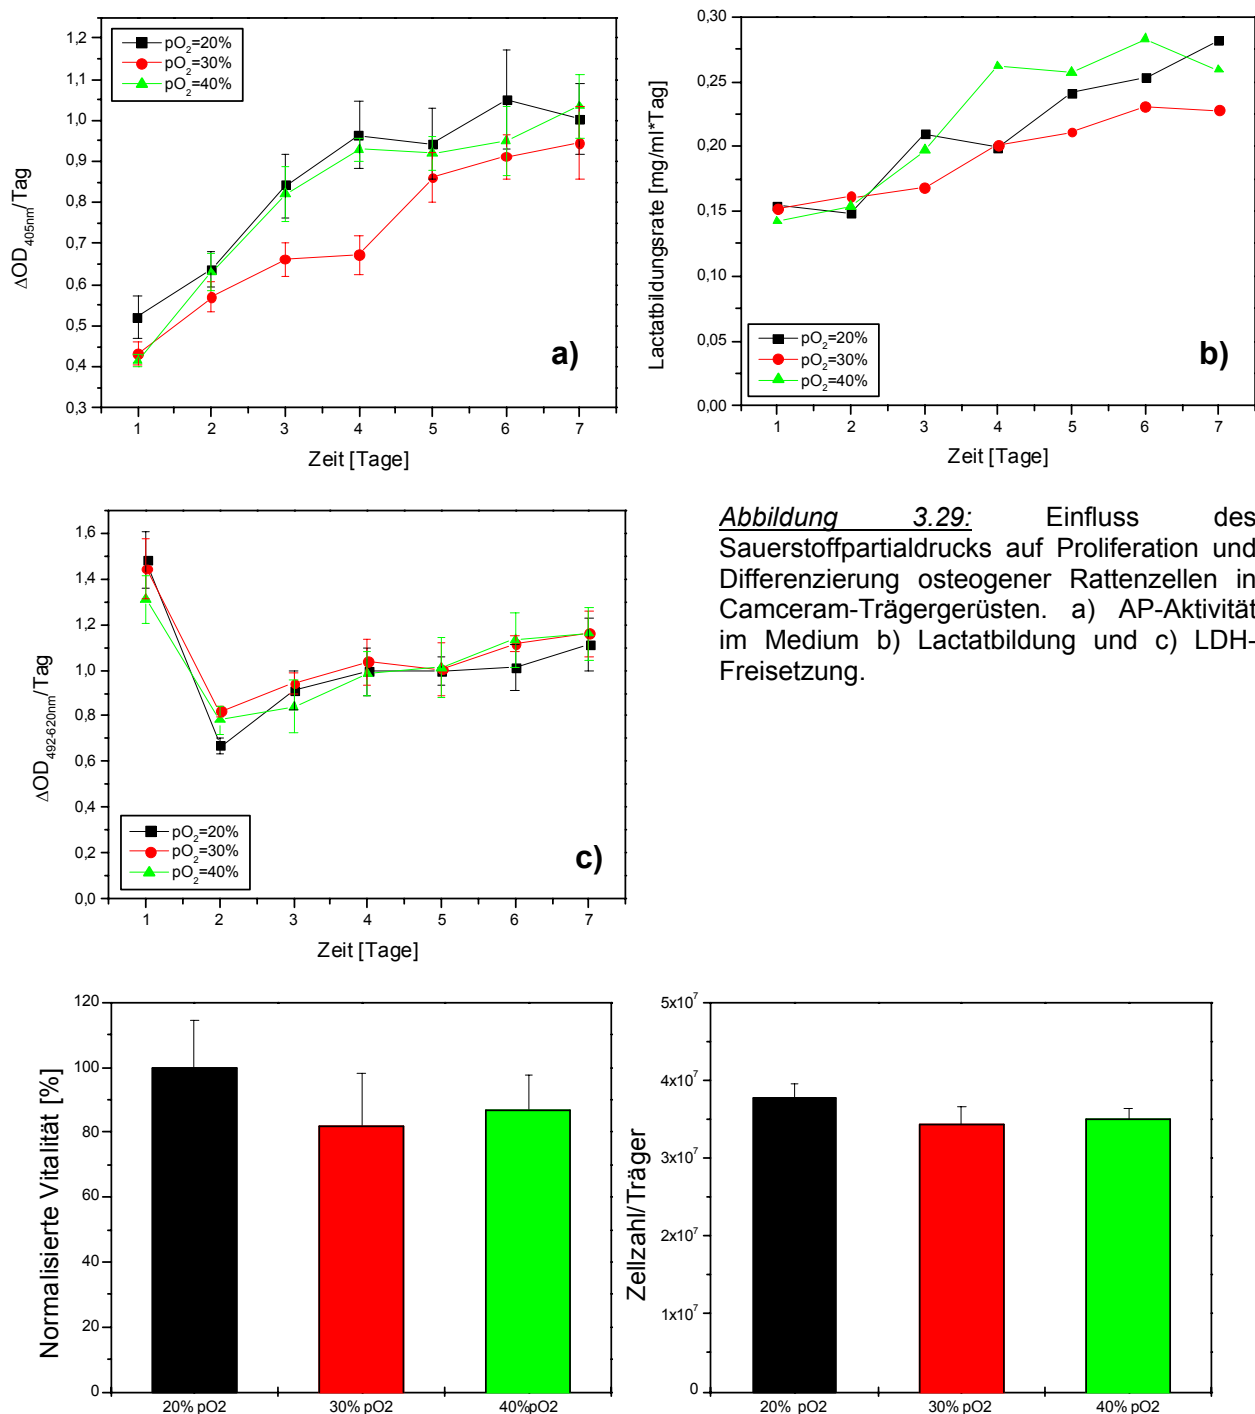 1,2
1,1
1,0
0,9
0,8
0,7
0,6
0,5
0,4
0,3
ΔOD405nm/Tag
pO2=20%
pO2=30%
pO2=40%
a)
1 2 3 4 5 6 7
Zeit [Tage]
0,30
0,25
0,20
0,15
0,10
0,05
0,00
Lactatbildungsrate [mg/ml*Tag]
pO2=20%
pO2=30%
pO2=40%
b)
1 2 3 4 5 6 7
Zeit [Tage]
1,6
1,4
1,2
1,0
0,8
0,6
0,4
0,2
0,0
ΔOD492-620nm/Tag
pO2=20%
pO2=30%
pO2=40%
c)
1 2 3 4 5 6 7
Zeit [Tage]
Abbildung 3.29: Einfluss des
Sauerstoffpartialdrucks auf Proliferation und
Differenzierung osteogener Rattenzellen in
Camceram-Trägergerüsten. a) AP-Aktivität
im Medium b) Lactatbildung und c) LDH-
Freisetzung.
120
100
80
60
40
20
0
Normalisierte Vitalität [%]
20% pO2 30% pO2 40%pO2
5x10^7
4x10^7
3x10^7
2x10^7
1x10^7
0
Zellzahl/Träger
20% pO2 30% pO2 40% pO2